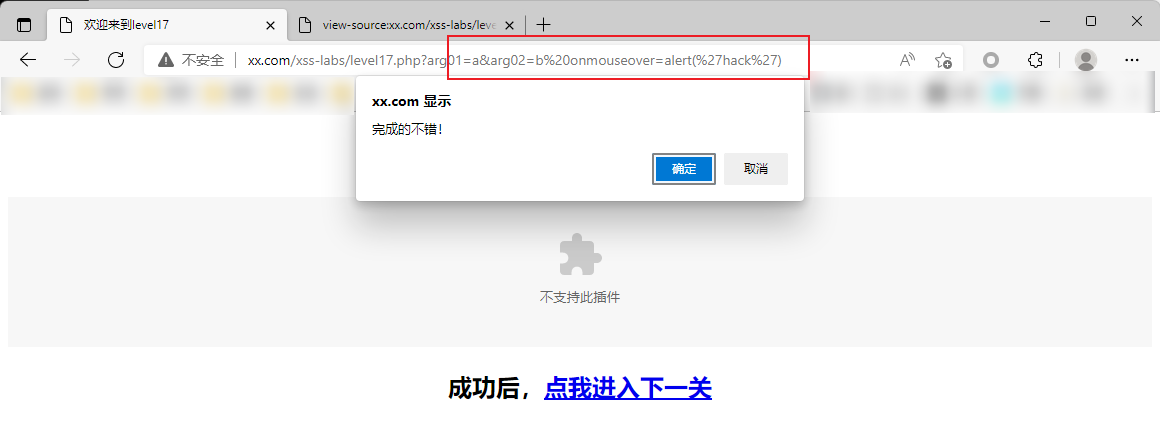 欢迎来到level17
view-source:xx.com/xss-labs/leve
不安全
xx.com/xss-labs/level17.php?arg01=a&arg02=b%20onmouseover=alert(%27hack%27)
xx.com 显示
完成的不错!
确定
取消
不支持此插件
成功后，点我进入下一关